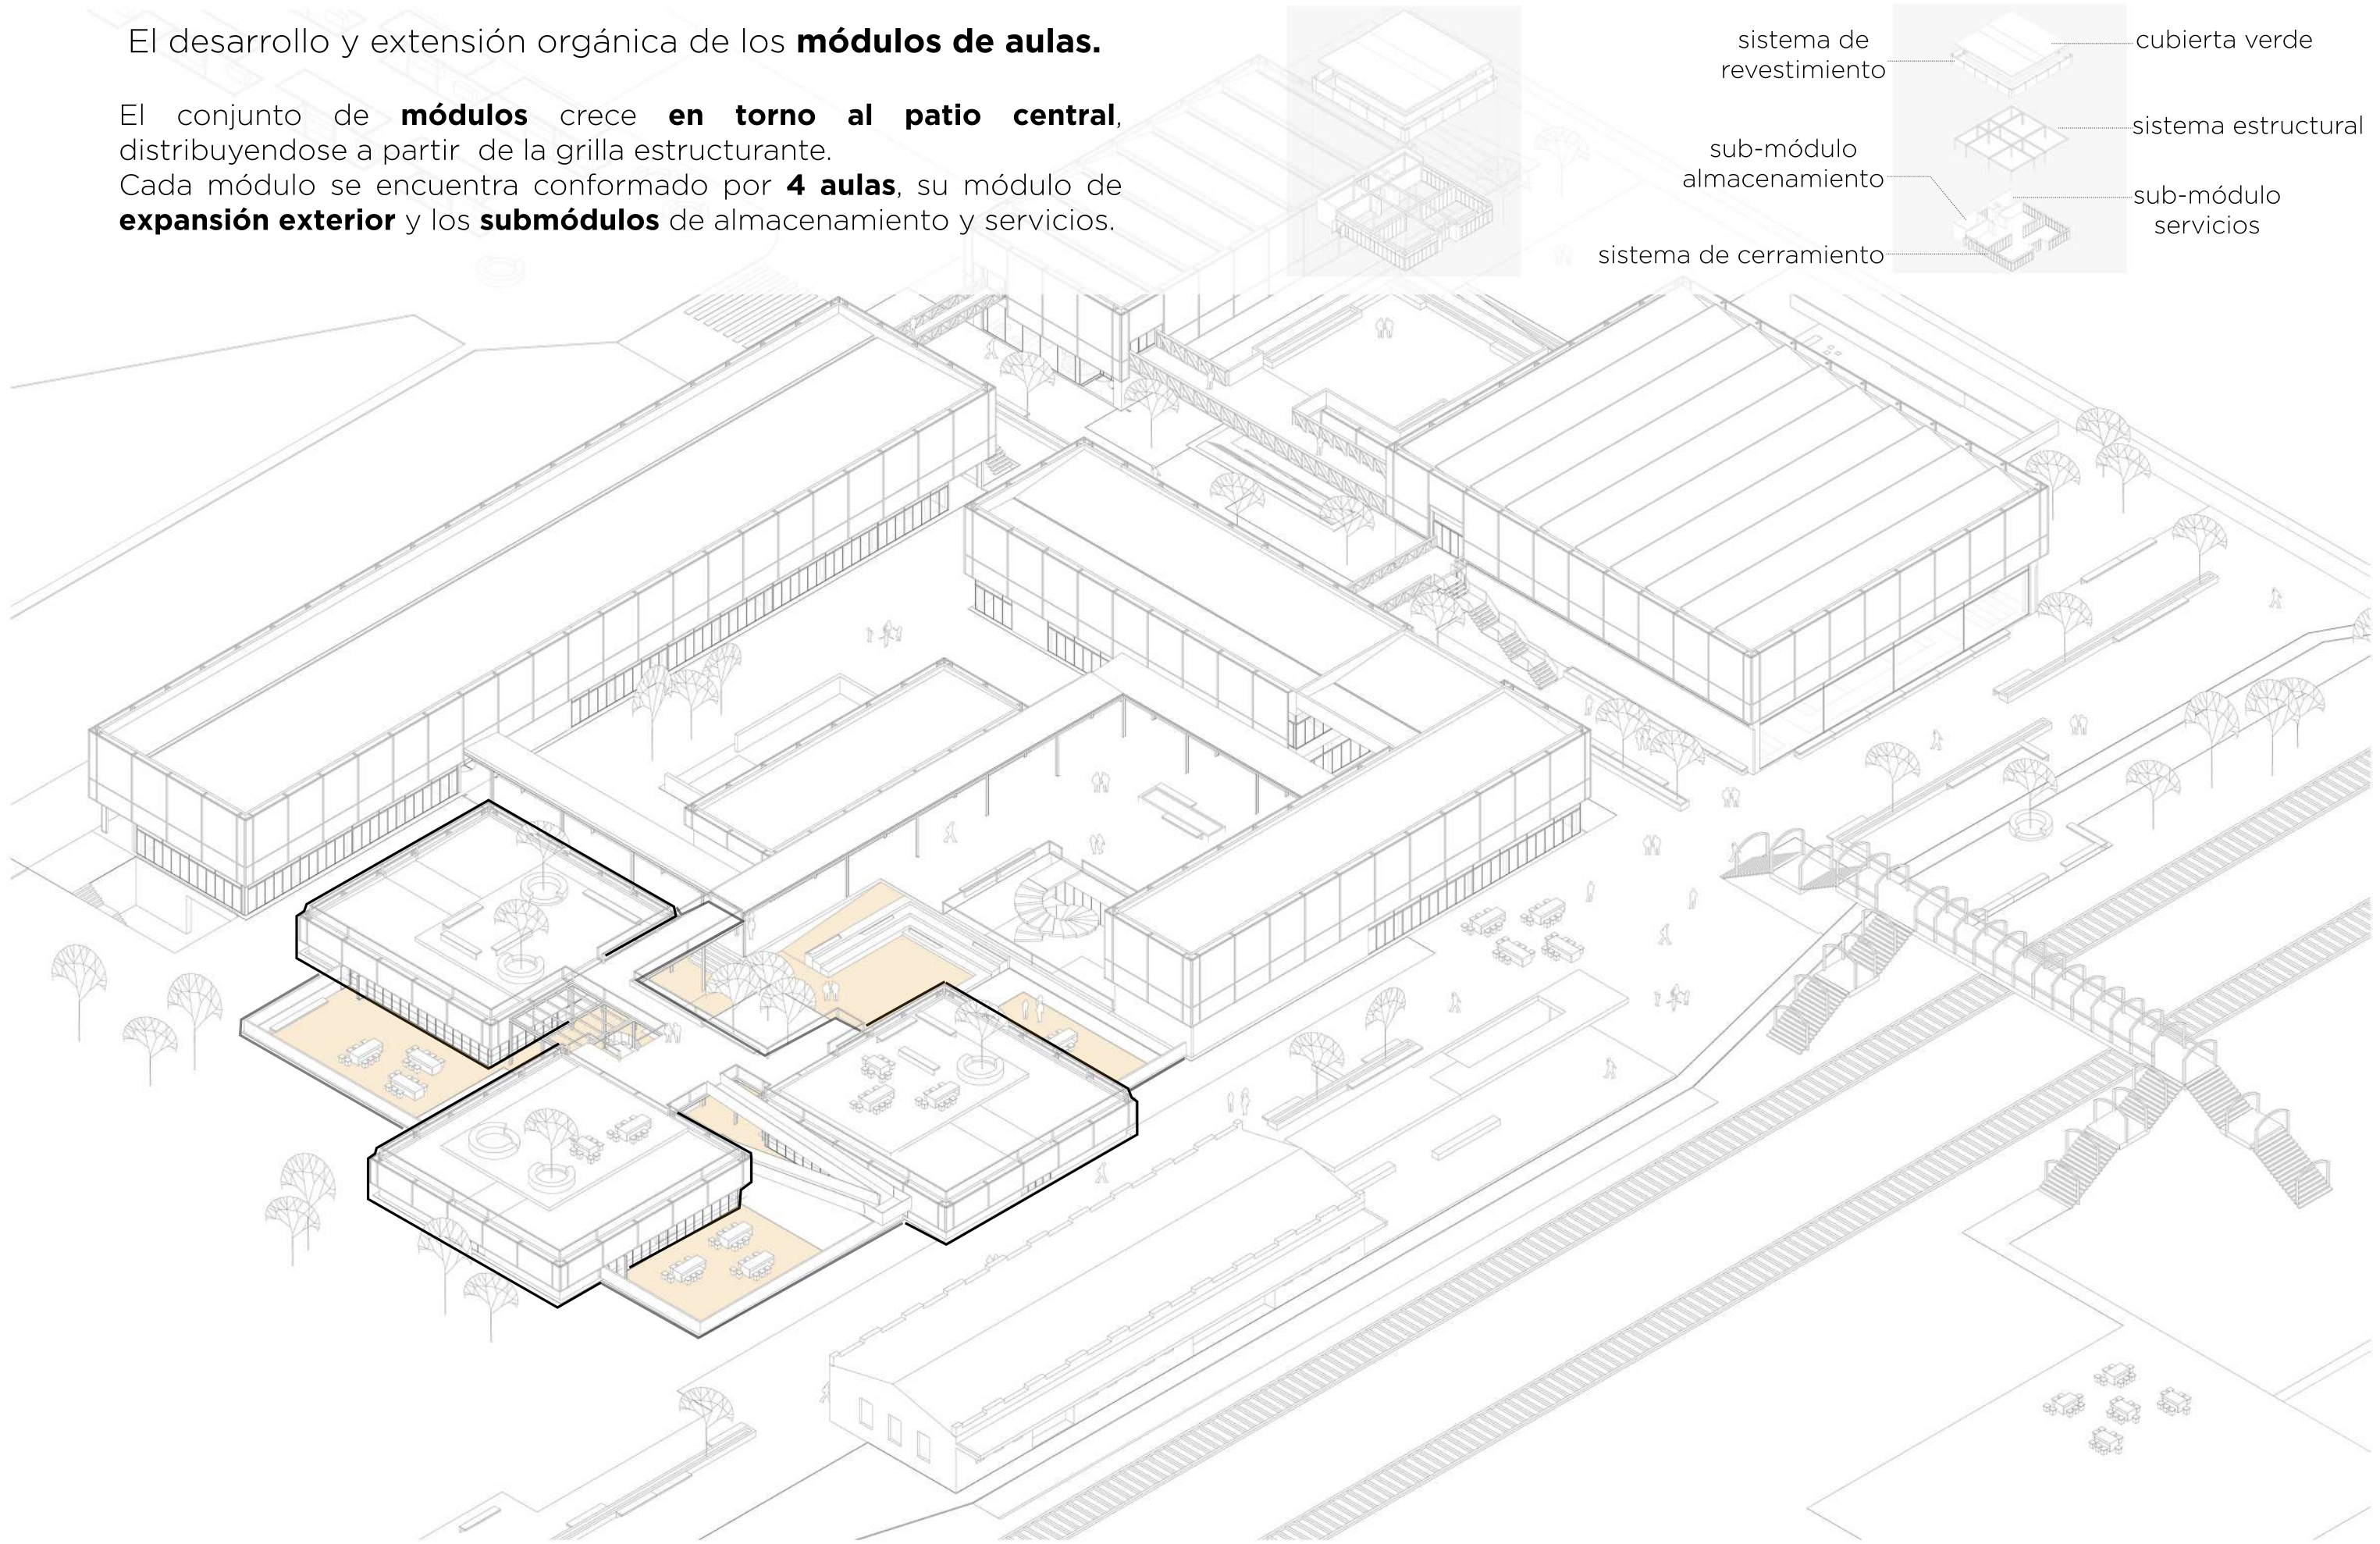 El desarrollo y extensión orgánica de los módulos de aulas.
El conjunto de módulos crece en torno al patio central,
distribuyendose a partir de la grilla estructurante.
Cada módulo se encuentra conformado por 4 aulas, su módulo de
expansión exterior y los submódulos de almacenamiento y servicios.
sistema de
revestimiento
cubierta verde
sistema estructural
sub-módulo
almacenamiento
sub-módulo
servicios
sistema de cerramiento